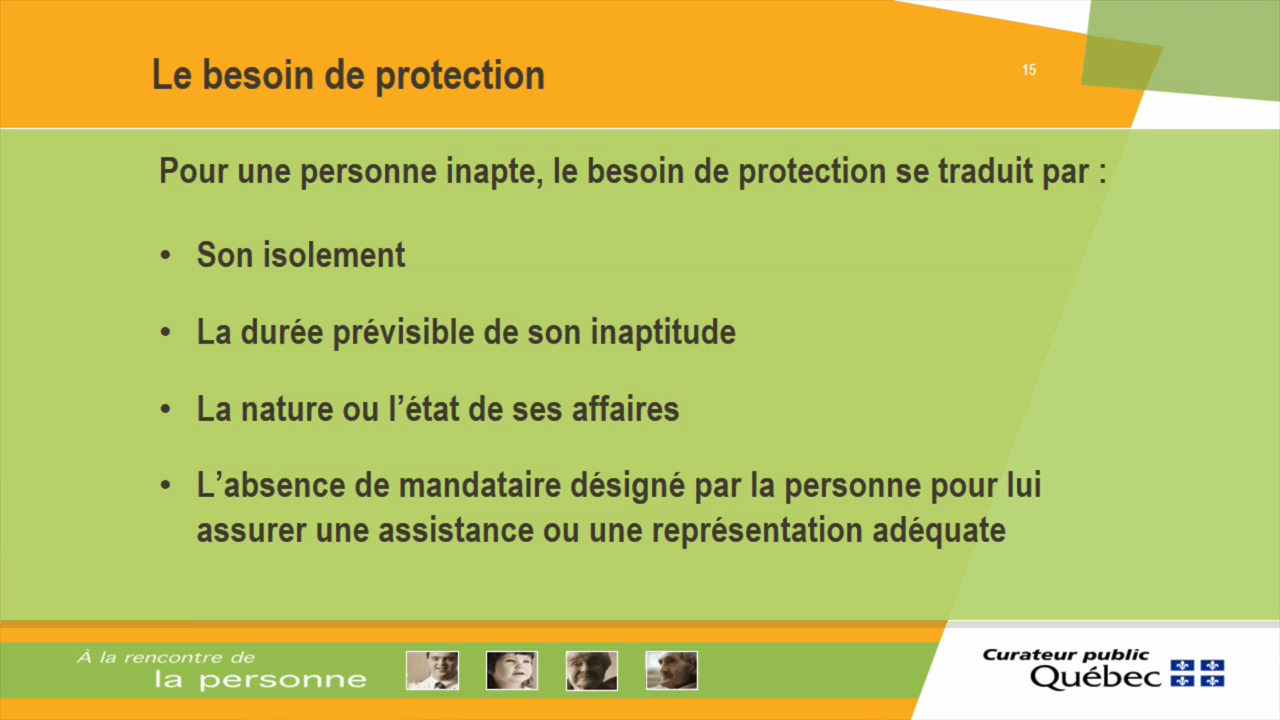 Le besoin de protection
15
Pour une personne inapte, le besoin de protection se traduit par :
• Son isolement
• La durée prévisible de son inaptitude
• La nature ou l’état de ses affaires
• L’absence de mandataire désigné par la personne pour lui
assurer une assistance ou une représentation adéquate
À la rencontre de
la personne
Curateur public
Québec